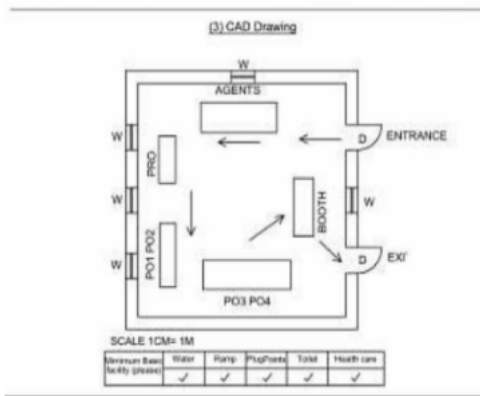 (3) CAD Drawing
W
AGENTS
W
D ENTRANCE
PRO
W
BOOTH
W
PO1 PO2
W
D EXIT
PO3 PO4
SCALE 1CM= 1M
Minimum Basic facility (please) Water Ramp PlugPoints Toilet Health care
✓ ✓ ✓ ✓ ✓